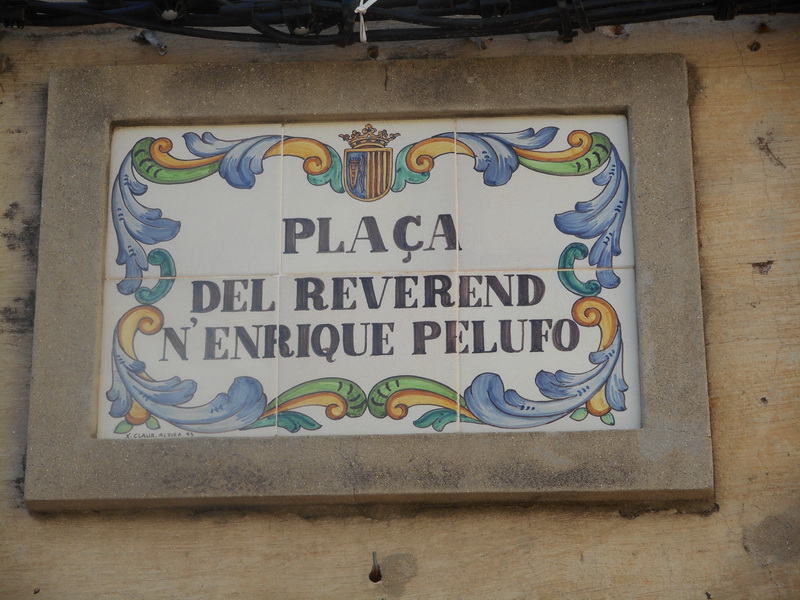 PLAÇA
DEL REVEREND
N'ENRIQUE PELUFO